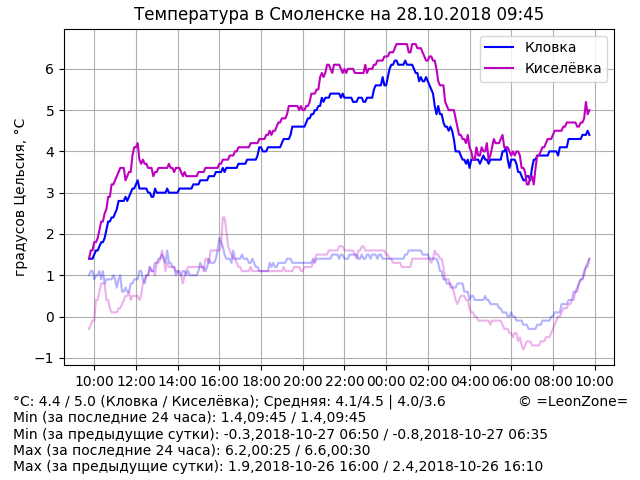 Температура в Смоленске на 28.10.2018 09:45
Кловка
Киселёвка
градусов Цельсия, °C
6
5
4
3
2
1
0
−1
10:00 12:00 14:00 16:00 18:00 20:00 22:00 00:00 02:00 04:00 06:00 08:00 10:00
°C: 4.4 / 5.0 (Кловка / Киселёвка); Средняя: 4.1/4.5 | 4.0/3.6 © =LeonZone=
Min (за последние 24 часа): 1.4,09:45 / 1.4,09:45
Min (за предыдущие сутки): -0.3,2018-10-27 06:50 / -0.8,2018-10-27 06:35
Max (за последние 24 часа): 6.2,00:25 / 6.6,00:30
Max (за предыдущие сутки): 1.9,2018-10-26 16:00 / 2.4,2018-10-26 16:10